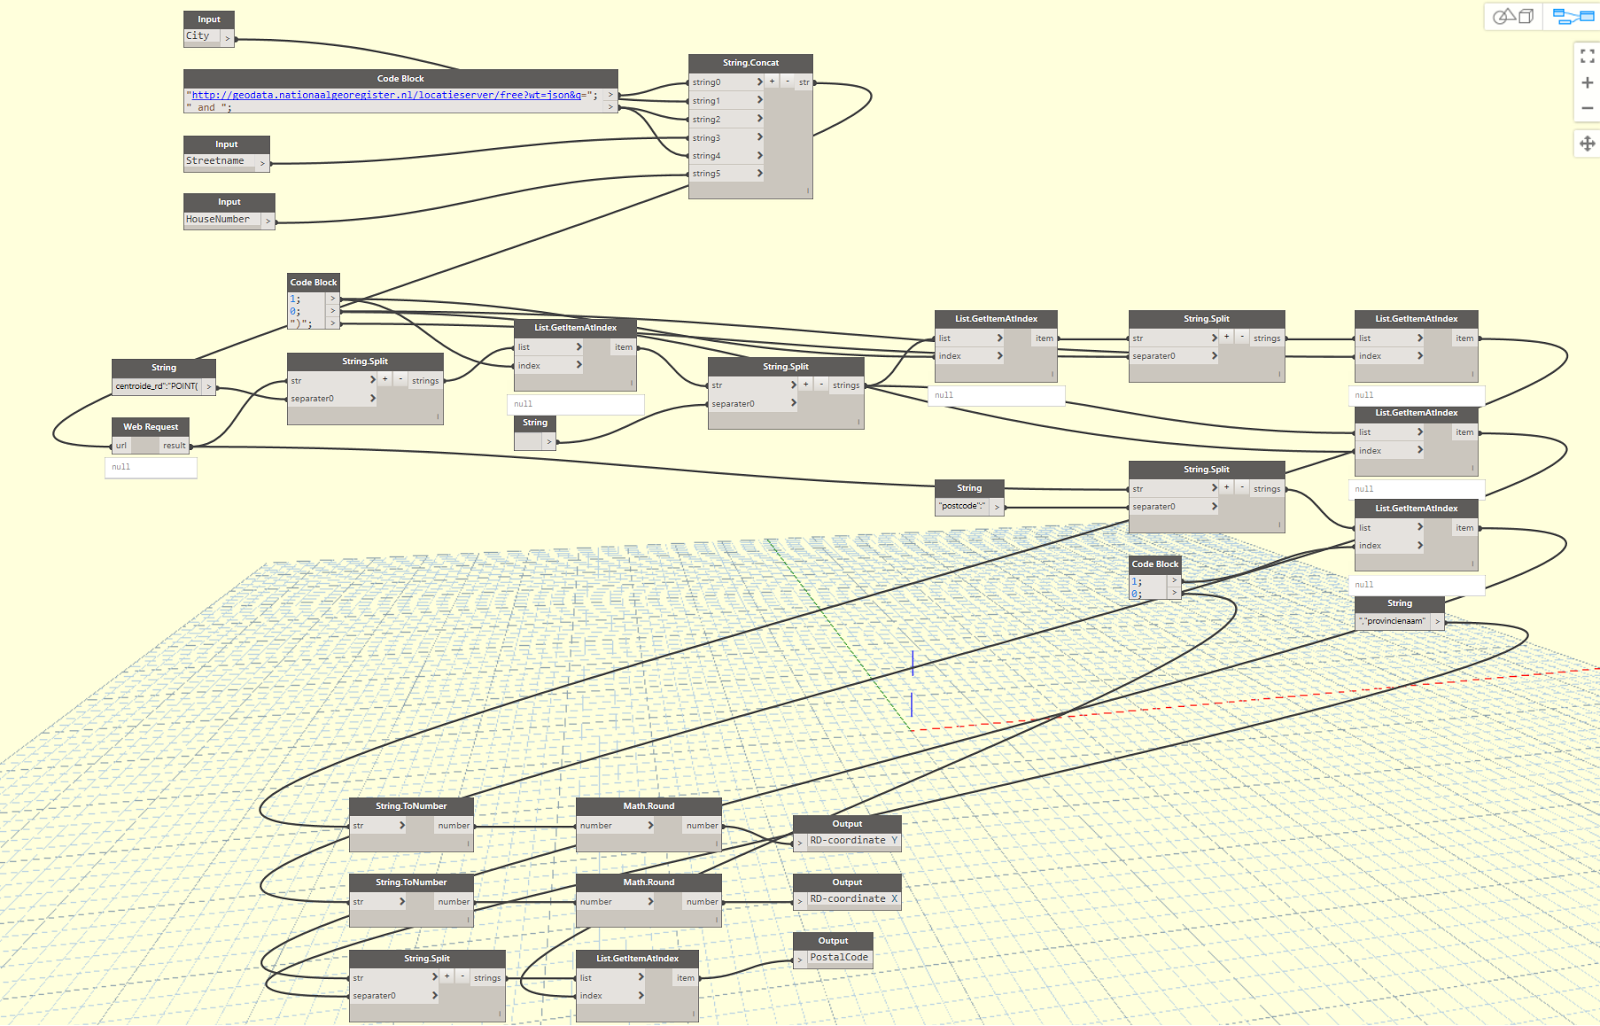 Input
City >
Code Block
"http://geodata.nationaalgeoregister.nl/locatieserver/free?wt=json&q="; >
" and "; >
Input
Streetname >
Input
HouseNumber >
String.Concat
string0 > + - str
string1 >
string2 >
string3 >
string4 >
string5 >
Code Block
1; >
0; >
")"; >
String
centroide_rd":"POINT( >
Web Request
url result
null
String.Split
str > + - strings
separater0 >
List.GetItemAtIndex
list > item
index >
null
String
>
String.Split
str > + - strings
separater0 >
List.GetItemAtIndex
list > item
index >
null
String.Split
str > + - strings
separater0 >
List.GetItemAtIndex
list > item
index >
null
List.GetItemAtIndex
list > item
index >
null
String
"postcode":" >
String.Split
str > + - strings
separater0 >
List.GetItemAtIndex
list > item
index >
null
Code Block
1; >
0; >
String
","provincienaam" >
String.ToNumber
str > number
Math.Round
number > number
Output
> RD-coordinate Y
String.ToNumber
str > number
Math.Round
number > number
Output
> RD-coordinate X
String.Split
str > + - strings
separater0 >
List.GetItemAtIndex
list > item
index >
Output
> PostalCode